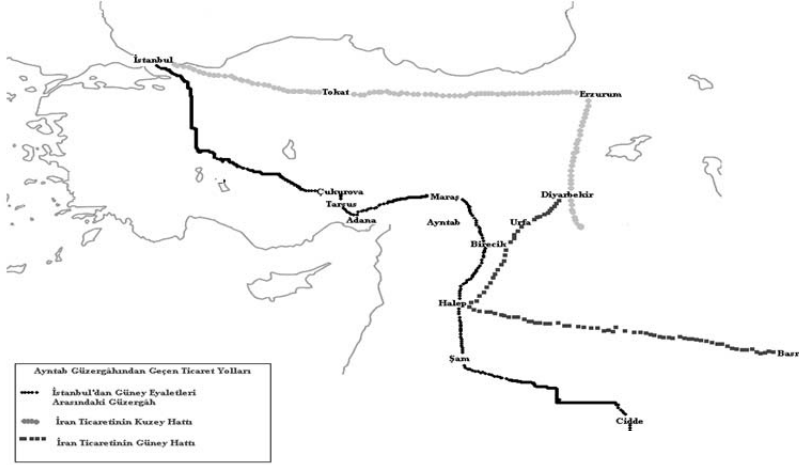 İstanbul
Tokat
Erzurum
Çukurova
Tarsus
Adana
Maraş
Ayntab
Diyarbekir
Urfa
Birecik
Halep
Basr
Şam
Cidde
Ayntab Güzergâhından Geçen Ticaret Yolları
İstanbul'dan Güney Eyaletleri
Arasındaki Güzergâh
İran Ticaretinin Kuzey Hattı
İran Ticaretinin Güney Hattı